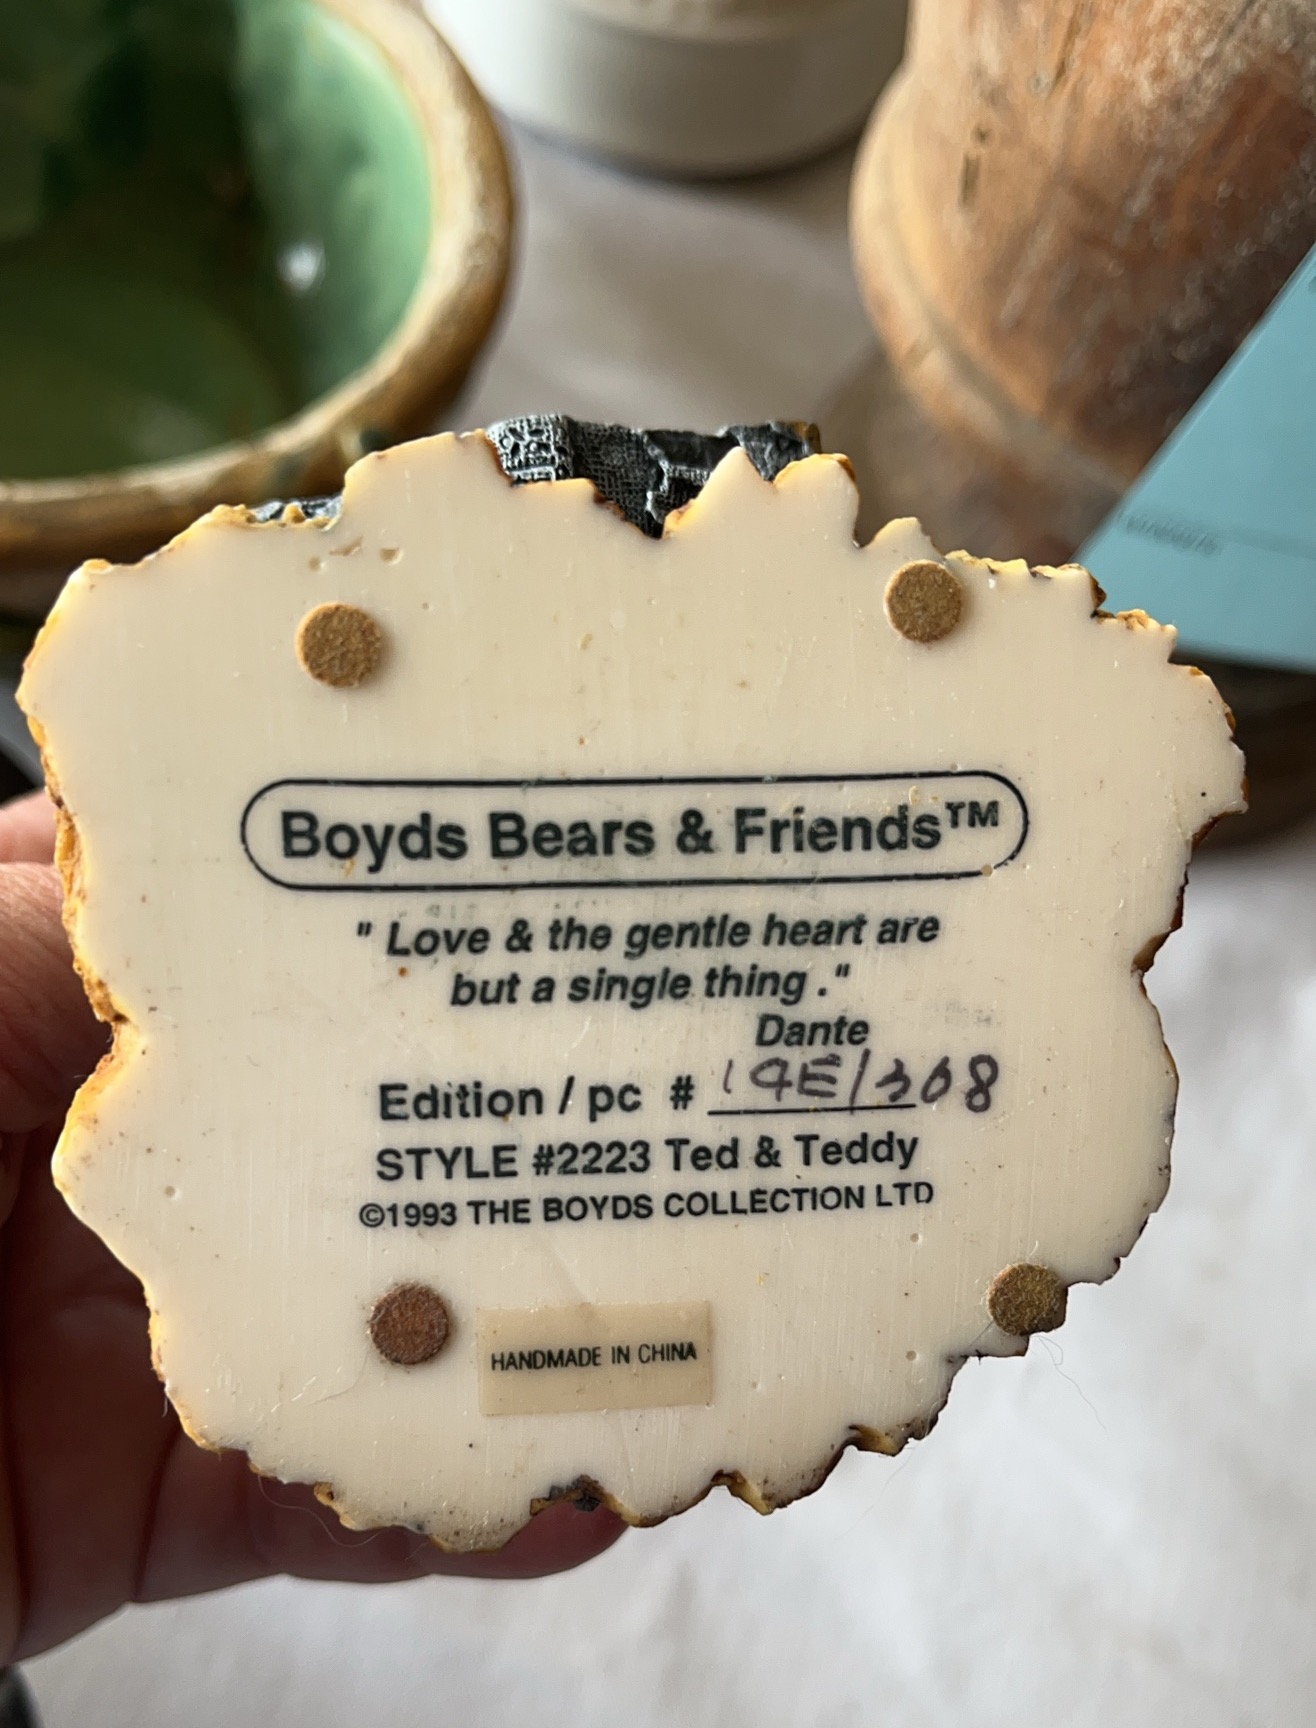 Boyds Bears & Friends™
" Love & the gentle heart are
but a single thing ."
Dante
Edition / pc # 19E/308
STYLE #2223 Ted & Teddy
©1993 THE BOYDS COLLECTION LTD
HANDMADE IN CHINA